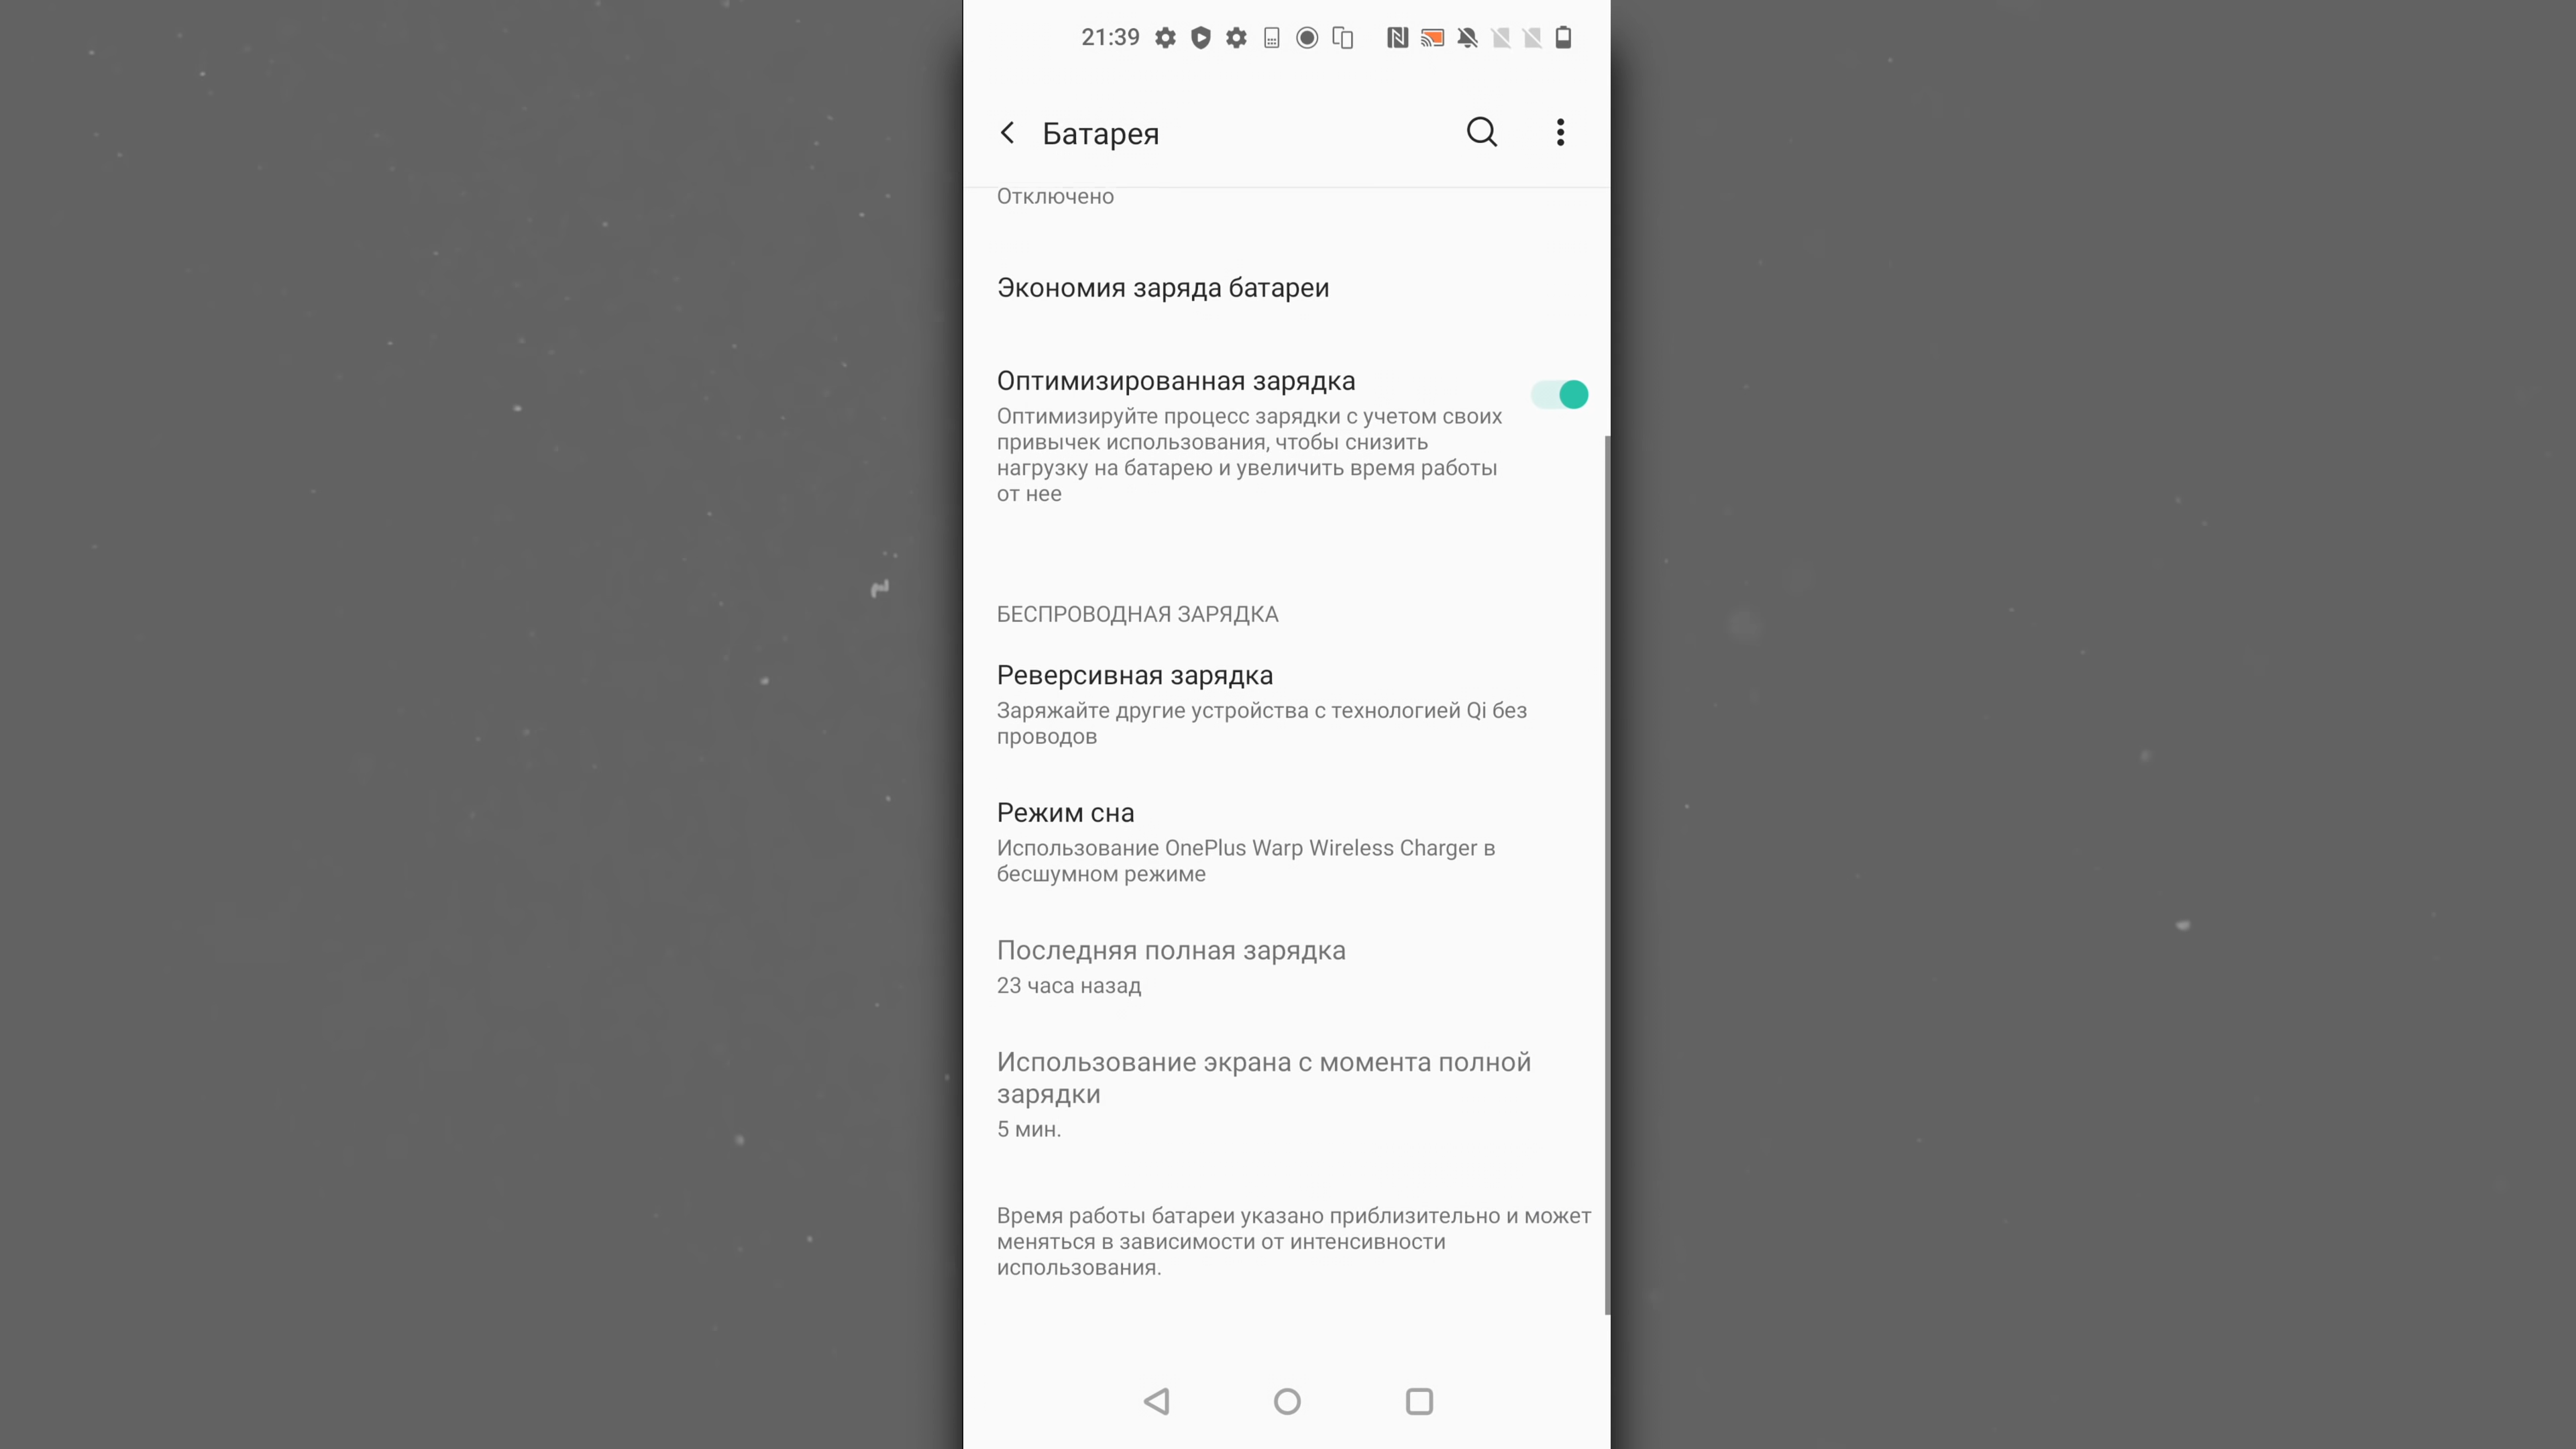 21:39
Батарея
Отключено
Экономия заряда батареи
Оптимизированная зарядка
Оптимизируйте процесс зарядки с учетом своих
привычек использования, чтобы снизить
нагрузку на батарею и увеличить время работы
от нее
БЕСПРОВОДНАЯ ЗАРЯДКА
Реверсивная зарядка
Заряжайте другие устройства с технологией Qi без
проводов
Режим сна
Использование OnePlus Warp Wireless Charger в
бесшумном режиме
Последняя полная зарядка
23 часа назад
Использование экрана с момента полной
зарядки
5 мин.
Время работы батареи указано приблизительно и может
меняться в зависимости от интенсивности
использования.